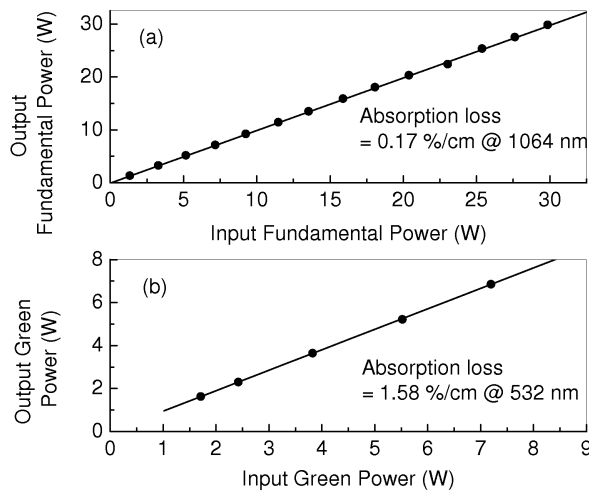 (a)
30
20
10
0
Output
Fundamental Power (W)
Absorption loss
= 0.17 %/cm @ 1064 nm
0 5 10 15 20 25 30
Input Fundamental Power (W)
(b)
8
6
4
2
0
Output Green
Power (W)
Absorption loss
= 1.58 %/cm @ 532 nm
0 1 2 3 4 5 6 7 8 9
Input Green Power (W)